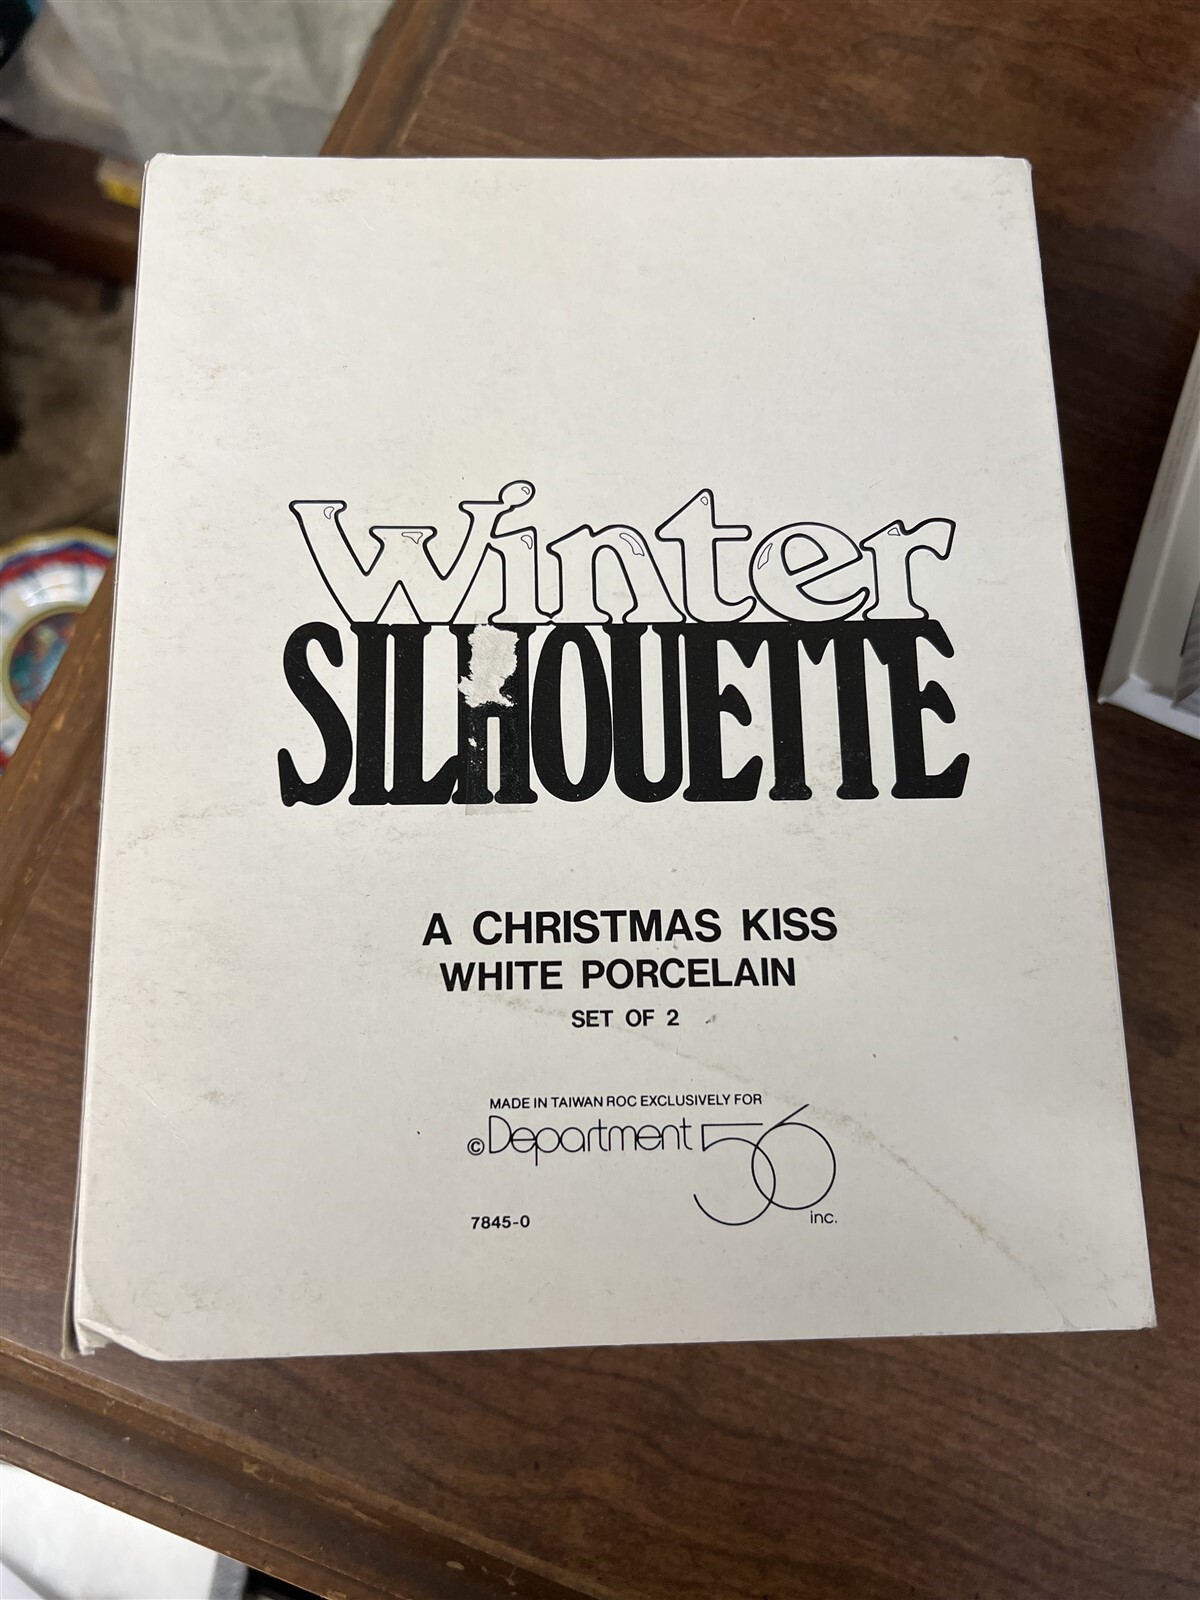 Winter
SILHOUETTE
A CHRISTMAS KISS
WHITE PORCELAIN
SET OF 2
MADE IN TAIWAN ROC EXCLUSIVELY FOR
© Department 56
inc.
7845-0